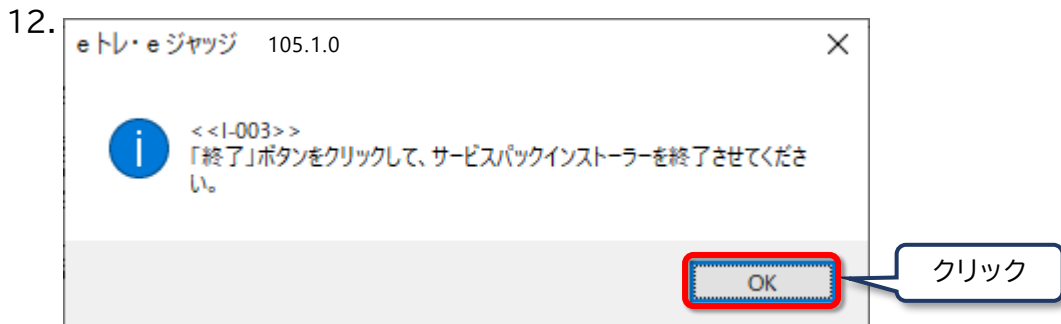 12.
eトレ・eジャッジ 105.1.0
<<I-003>>
「終了」ボタンをクリックして、サービスパックインストーラーを終了させてくださ
い。
OK
クリック